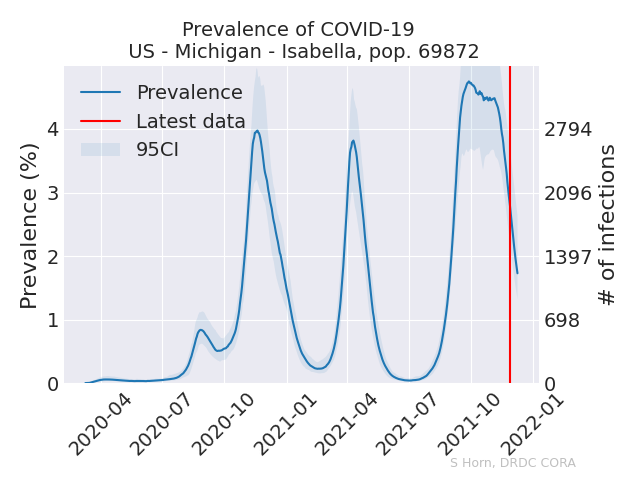 Prevalence of COVID-19
US - Michigan - Isabella, pop. 69872
Prevalence
Latest data
95CI
Prevalence (%)
4
3
2
1
0
# of infections
2794
2096
1397
698
0
2020-04
2020-07
2020-10
2021-01
2021-04
2021-07
2021-10
2022-01
S Horn, DRDC CORA